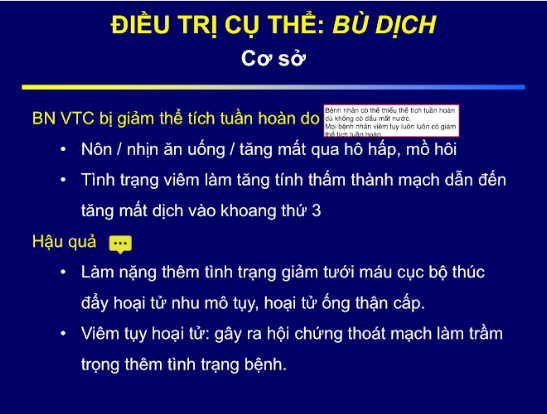 ĐIỀU TRỊ CỤ THỂ: BÙ DỊCH
Cơ sở
BN VTC bị giảm thể tích tuần hoàn do
Bệnh nhân có thể thiếu thể tích tuần hoàn
dù không có dấu mất nước.
Mọi bệnh nhân viêm tụy luôn luôn có giảm
thể tích tuần hoàn
• Nôn / nhịn ăn uống / tăng mất qua hô hấp, mồ hôi
• Tình trạng viêm làm tăng tính thấm thành mạch dẫn đến
tăng mất dịch vào khoang thứ 3
Hậu quả
• Làm nặng thêm tình trạng giảm tưới máu cục bộ thúc
đẩy hoại tử nhu mô tụy, hoại tử ống thận cấp.
• Viêm tụy hoại tử: gây ra hội chứng thoát mạch làm trầm
trọng thêm tình trạng bệnh.